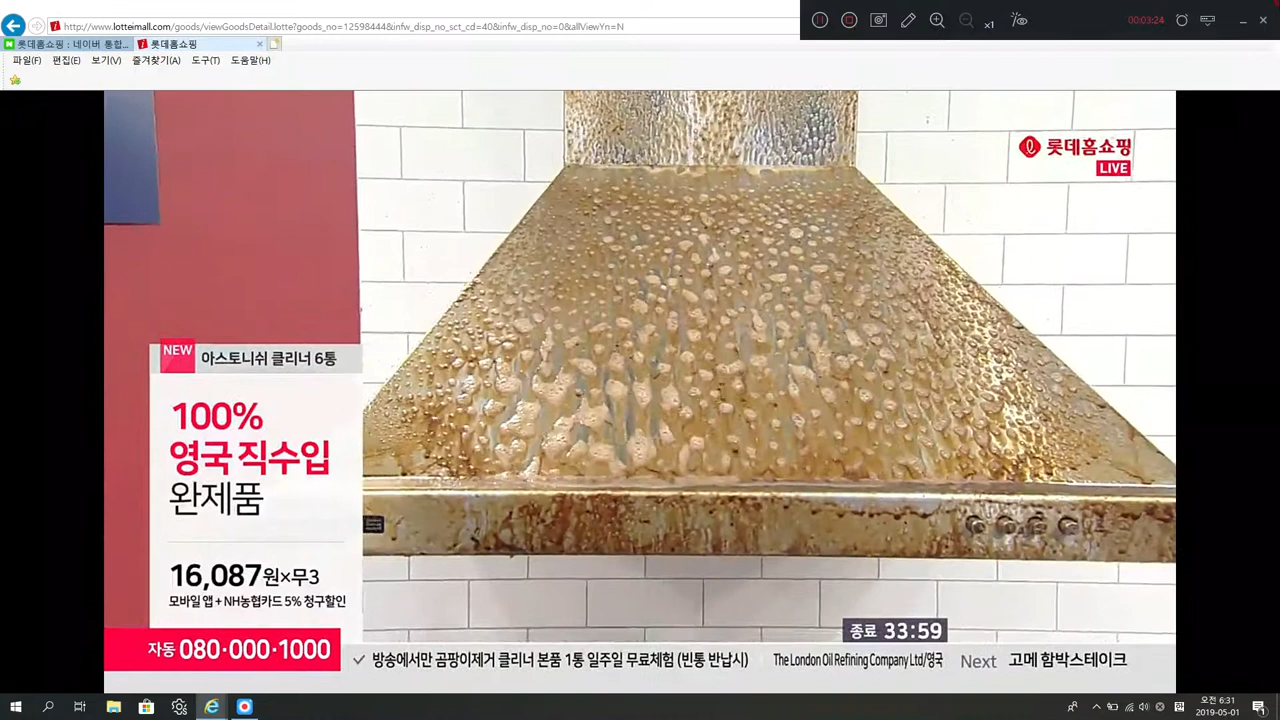 http://www.lotteimall.com/goods/viewGoodsDetail.lotte?goods_no=12598444&infw_disp_no_sct_cd=40&infw_disp_no=0&allViewYn=N
x1
00:03:24
롯데홈쇼핑 : 네이버 통합...
롯데홈쇼핑
파일(F) 편집(E) 보기(V) 즐겨찾기(A) 도구(T) 도움말(H)
롯데홈쇼핑
LIVE
NEW
아스토니쉬 클리너 6통
100%
영국 직수입
완제품
16,087원×무3
모바일 앱 + NH농협카드 5% 청구할인
자동 080·000·1000
종료 33:59
방송에서만 곰팡이제거 클리너 본품 1통 일주일 무료체험 (빈통 반납시)
The London Oil Refining Company Ltd/영국
Next 고메 함박스테이크
오전 6:31
2019-05-01